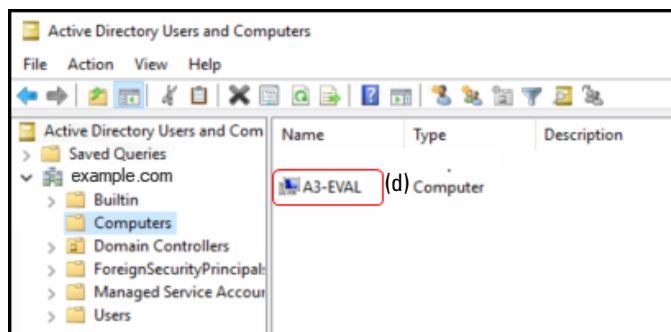 Active Directory Users and Computers
File Action View Help
Active Directory Users and Com
Saved Queries
example.com
Builtin
Computers
Domain Controllers
ForeignSecurityPrincipals
Managed Service Accour
Users
Name Type Description
A3-EVAL (d) Computer